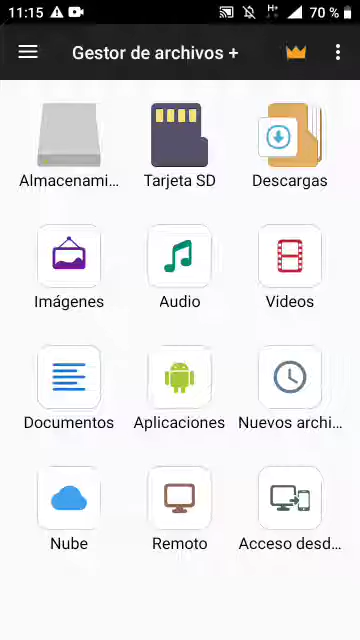 11:15 H+ 70 %
Gestor de archivos +
Almacenami... Tarjeta SD Descargas
Imágenes Audio Videos
Documentos Aplicaciones Nuevos archi...
Nube Remoto Acceso desd...